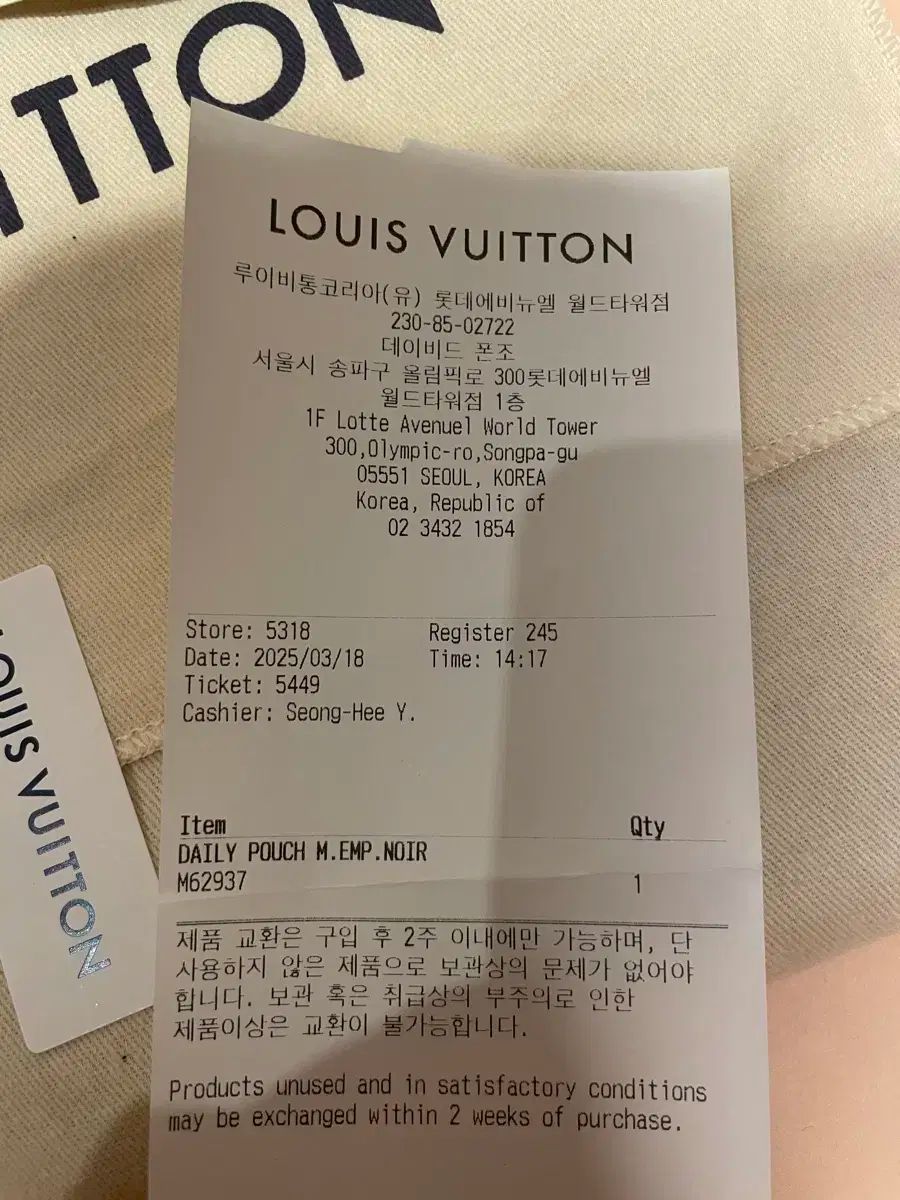 UITTON
LOUIS VUITTON
루이비통코리아(유) 롯데에비뉴엘 월드타워점
230-85-02722
데이비드 폰조
서울시 송파구 올림픽로 300롯데에비뉴엘
월드타워점 1층
1F Lotte Avenuel World Tower
300,Olympic-ro,Songpa-gu
05551 SEOUL, KOREA
Korea, Republic of
02 3432 1854
Store: 5318 Register 245
Date: 2025/03/18 Time: 14:17
Ticket: 5449
Cashier: Seong-Hee Y.
Item Qty
DAILY POUCH M.EMP.NOIR
M62937 1
제품 교환은 구입 후 2주 이내에만 가능하며, 단
사용하지 않은 제품으로 보관상의 문제가 없어야
합니다. 보관 혹은 취급상의 부주의로 인한
제품이상은 교환이 불가능합니다.
Products unused and in satisfactory conditions
may be exchanged within 2 weeks of purchase.
OUIS VUITTON